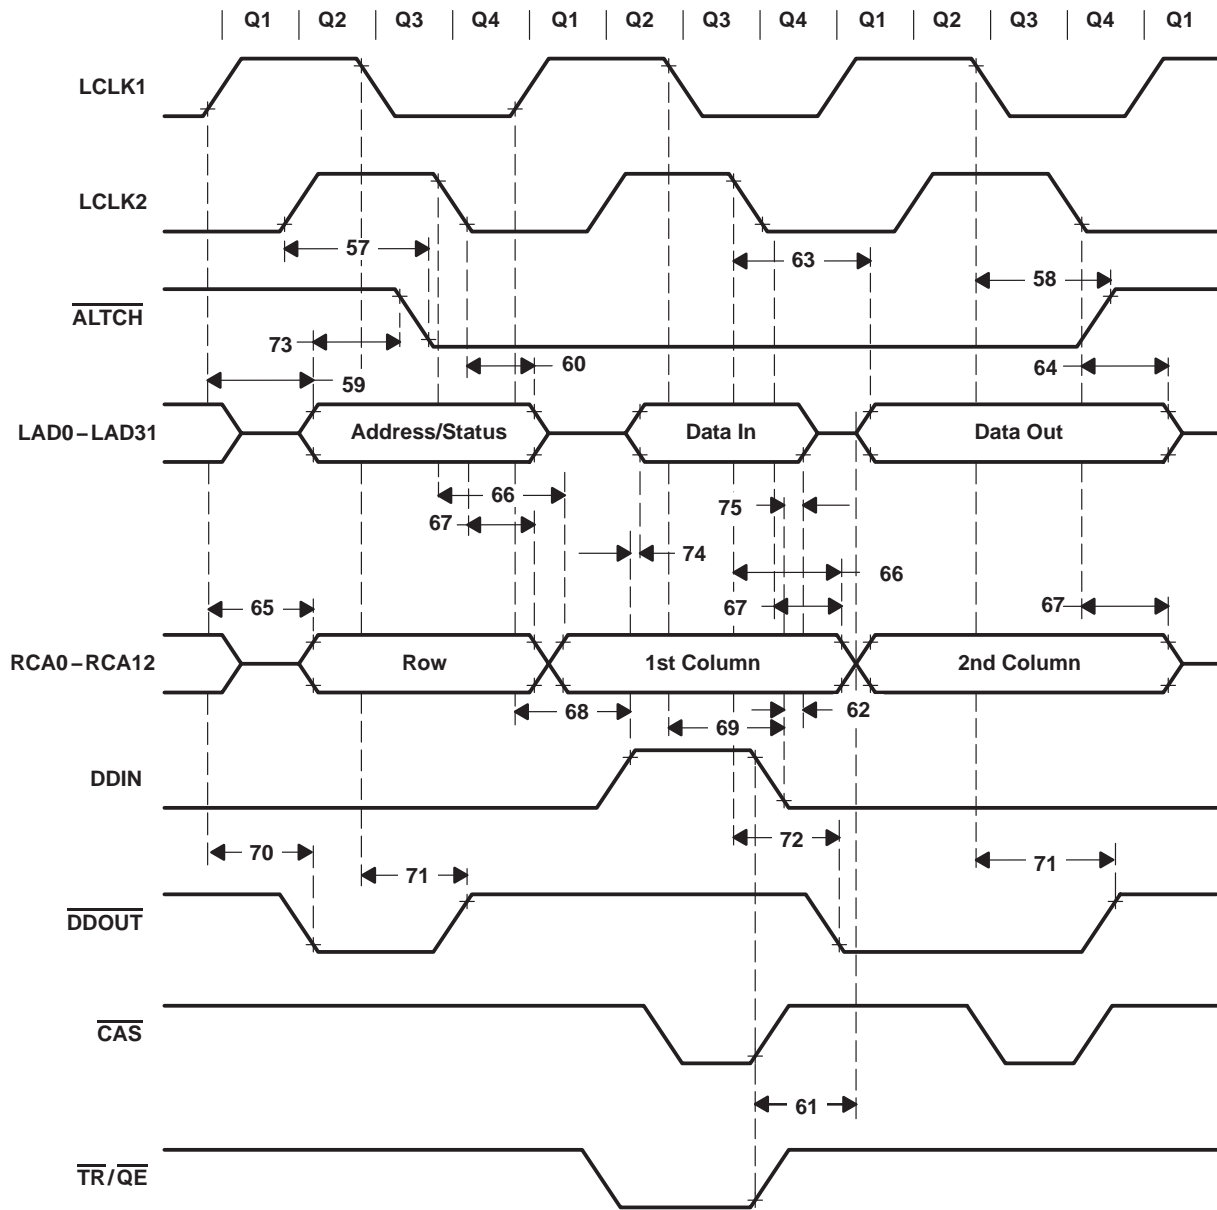 Q1 Q2 Q3 Q4 Q1 Q2 Q3 Q4 Q1 Q2 Q3 Q4 Q1
LCLK1
LCLK2
57
63
58
ALTCH
73
60
64
59
LAD0–LAD31 Address/Status Data In Data Out
66
75
67
74
66
65
67
67
RCA0–RCA12 Row 1st Column 2nd Column
68
62
69
DDIN
72
70
71
71
DDOUT
CAS
61
TR/QE